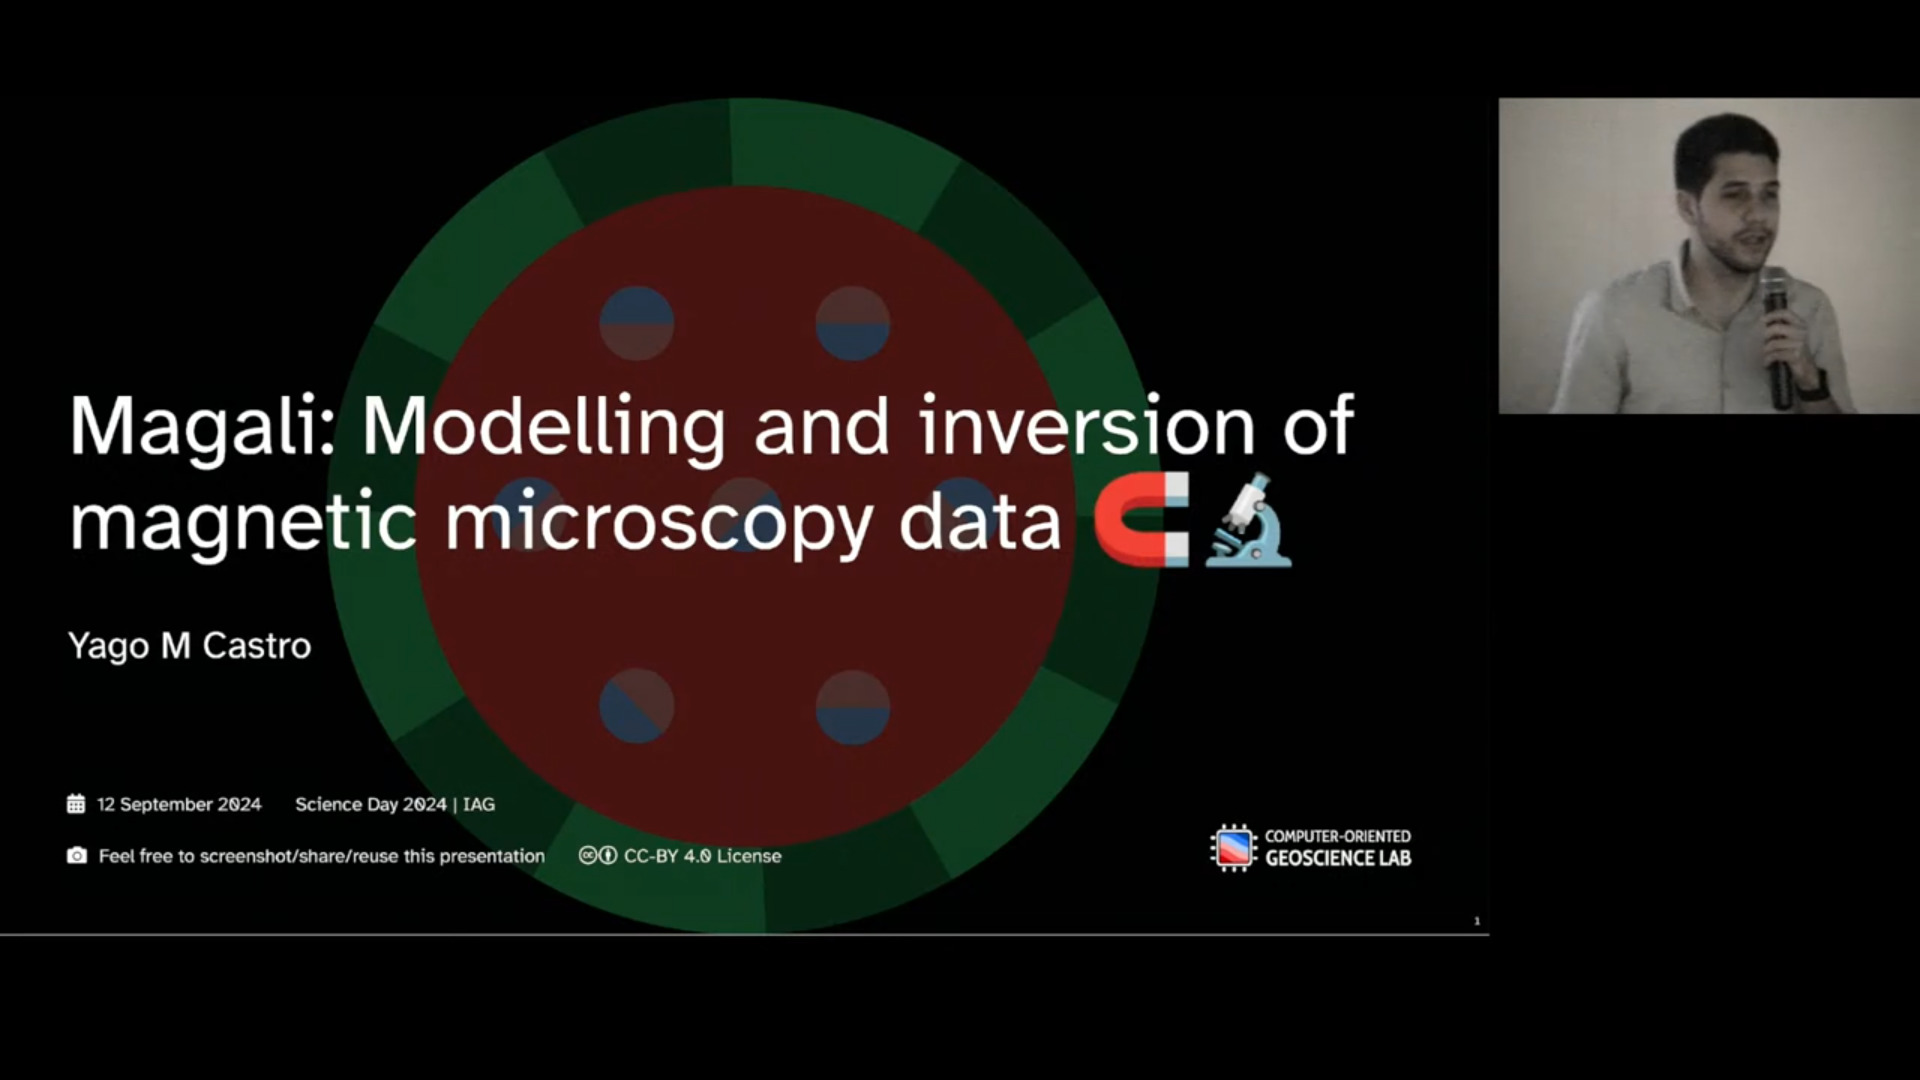 Magali: Modelling and inversion of
magnetic microscopy data
Yago M Castro
12 September 2024 Science Day 2024 | IAG
Feel free to screenshot/share/reuse this presentation CC-BY 4.0 License
COMPUTER-ORIENTED
GEOSCIENCE LAB
1